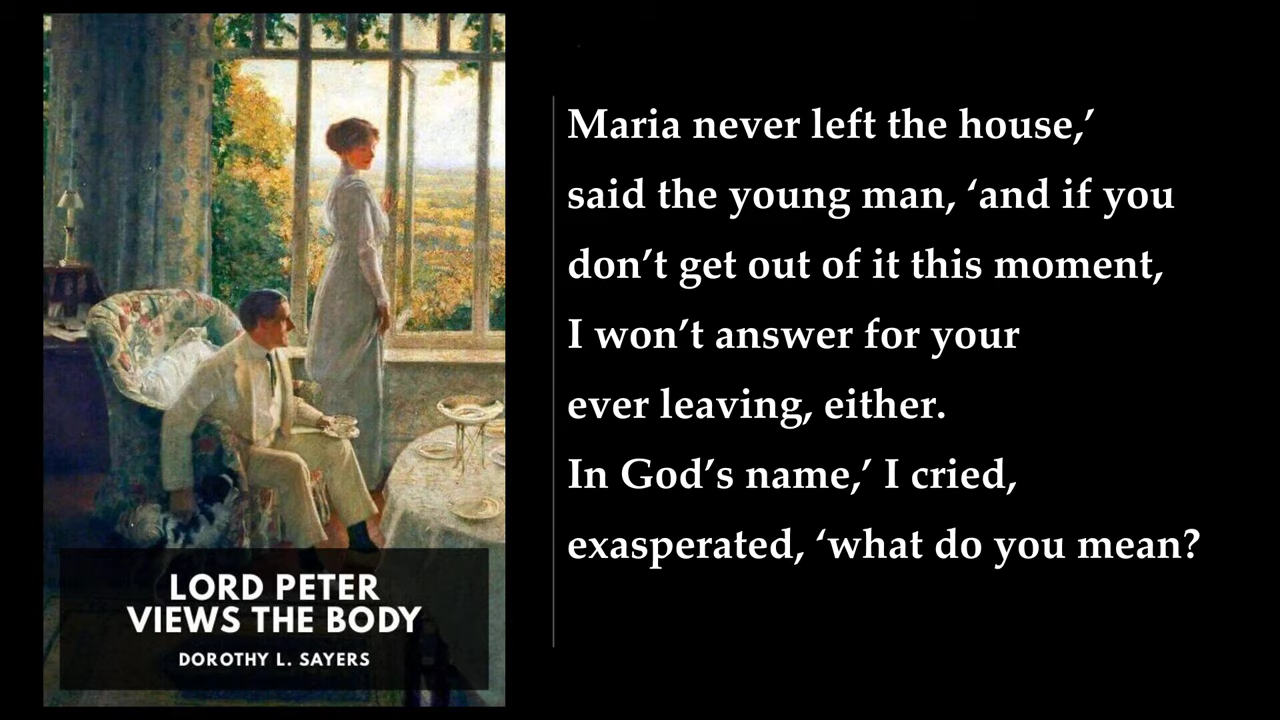 Maria never left the house,’
said the young man, ‘and if you
don’t get out of it this moment,
I won’t answer for your
ever leaving, either.
In God’s name,’ I cried,
exasperated, ‘what do you mean?
LORD PETER
VIEWS THE BODY
DOROTHY L. SAYERS